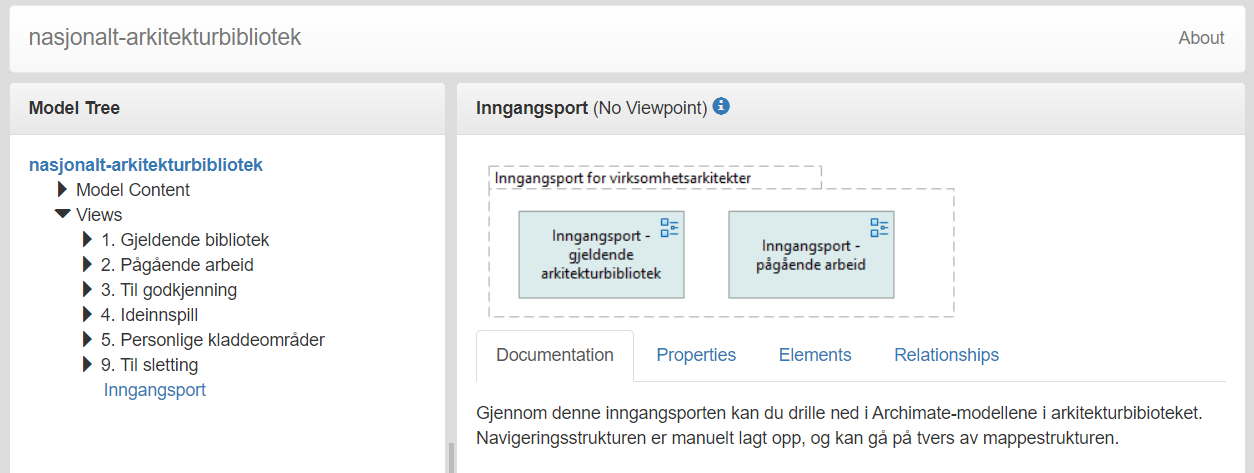 nasjonalt-arkitekturbibliotek
About
Model Tree
nasjonalt-arkitekturbibliotek
Model Content
Views
1. Gjeldende bibliotek
2. Pågående arbeid
3. Til godkjenning
4. Ideinnspill
5. Personlige kladdeområder
9. Til sletting
Inngangsport
Inngangsport (No Viewpoint)
Inngangsport for virksomhetsarkitekter
Inngangsport -
gjeldende
arkitekturbibliotek
Inngangsport -
pågående arbeid
Documentation
Properties
Elements
Relationships
Gjennom denne inngangsporten kan du drille ned i Archimate-modellene i arkitekturbibioteket.
Navigeringsstrukturen er manuelt lagt opp, og kan gå på tvers av mappestrukturen.